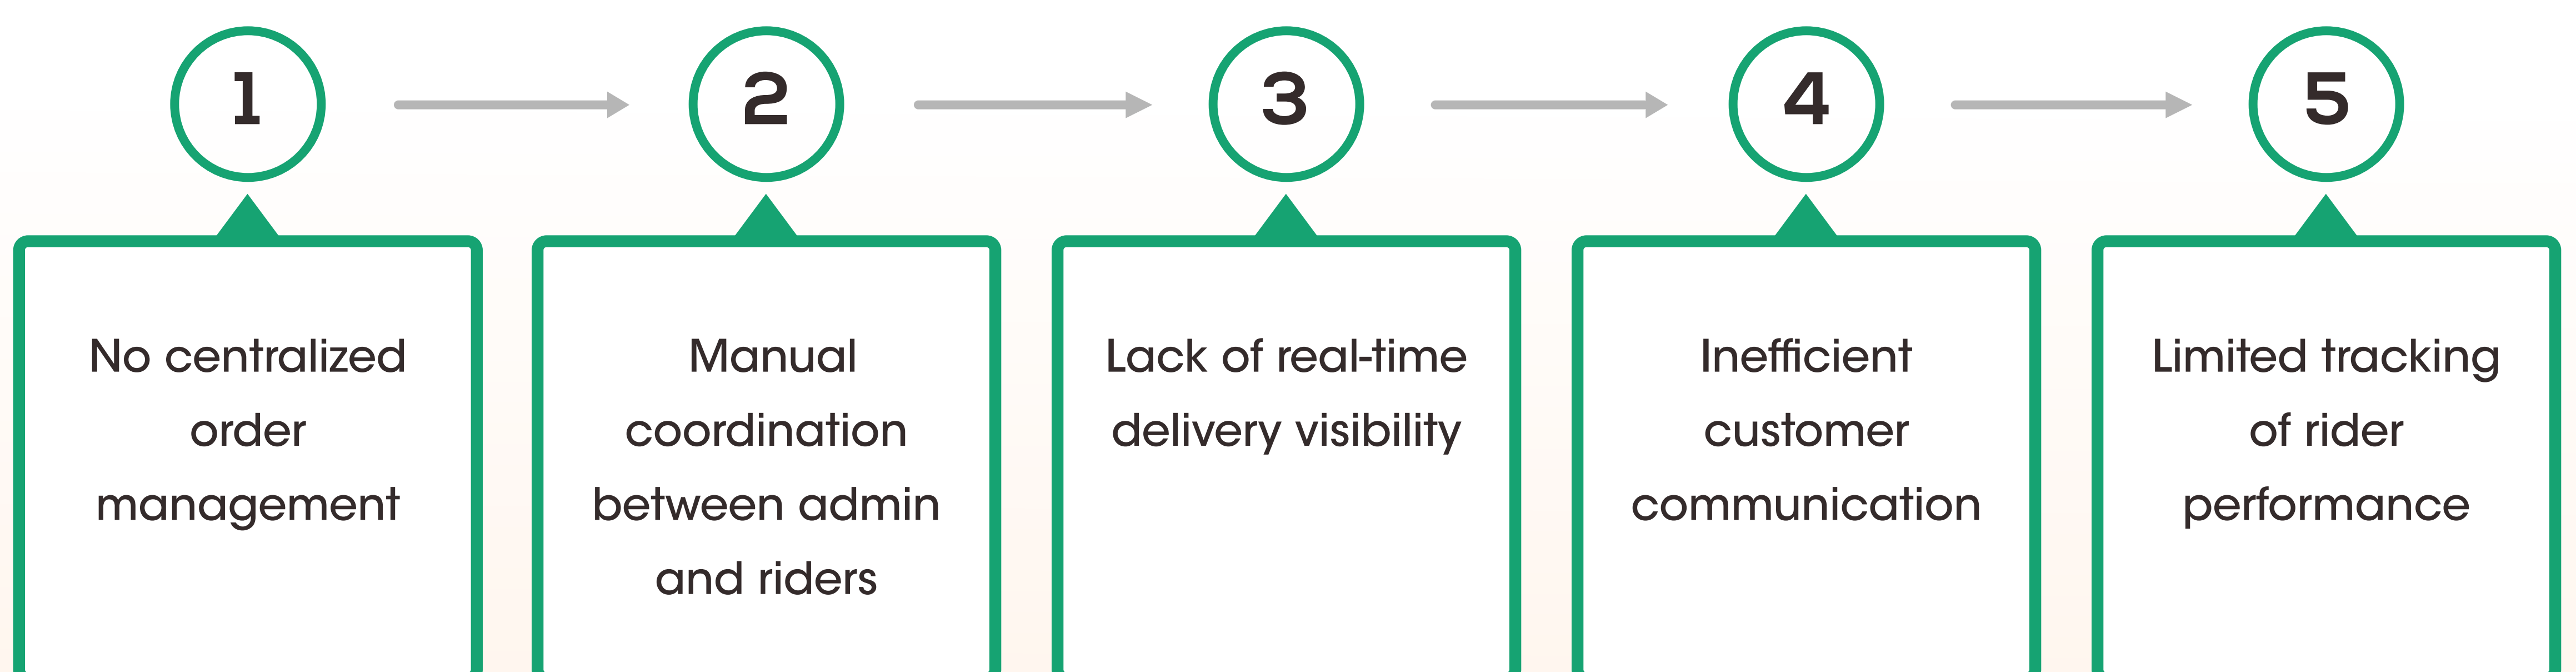 1
2
3
4
5
No centralized
order
management
Manual
coordination
between admin
and riders
Lack of real-time
delivery visibility
Inefficient
customer
communication
Limited tracking
of rider
performance